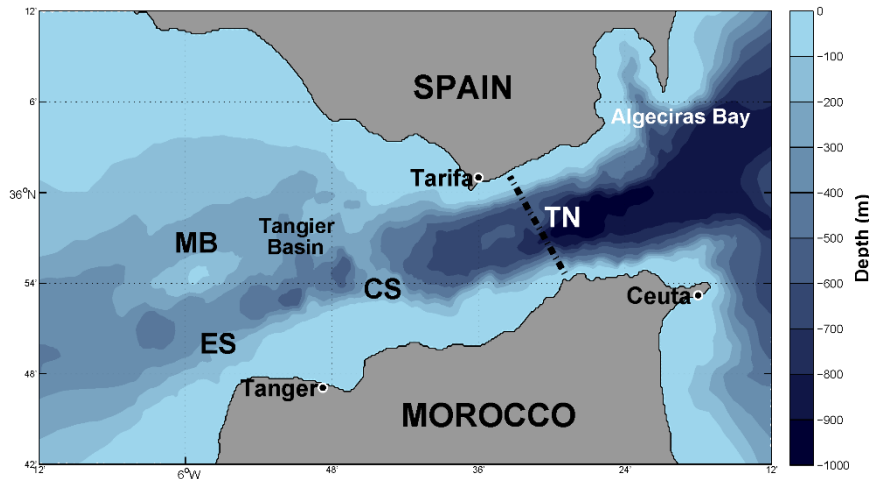 12'
0
−100
SPAIN
6'
Algeciras Bay
−200
−300
Tarifa
36°N
−400
TN
Tangier
Basin
MB
−500
Depth (m)
54'
CS
Ceuta
−600
ES
−700
48'
Tanger
−800
MOROCCO
−900
42'
−1000
12'
6°W
48'
36'
24'
12'